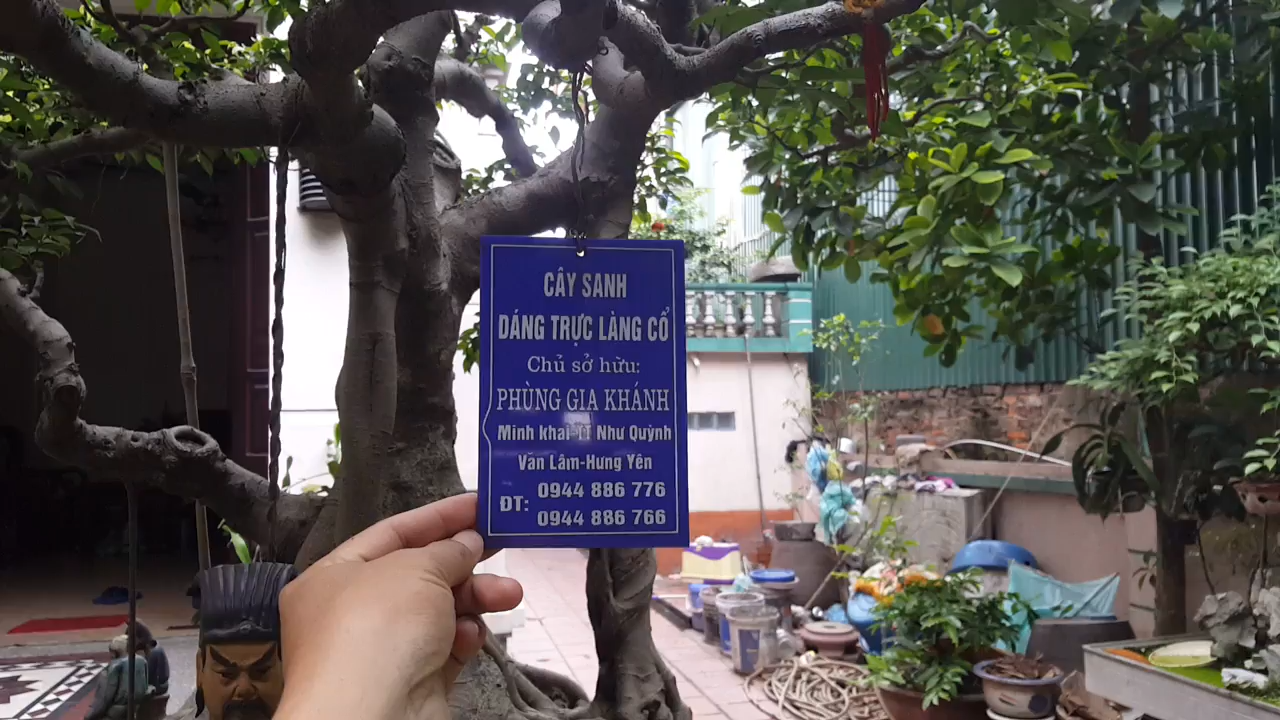 CÂY SANH
DÁNG TRỰC LÀNG CỔ
Chủ sở hữu:
PHÙNG GIA KHÁNH
Minh khai-TT Như Quỳnh
Văn Lâm-Hưng Yên
ĐT: 0944 886 776
0944 886 766